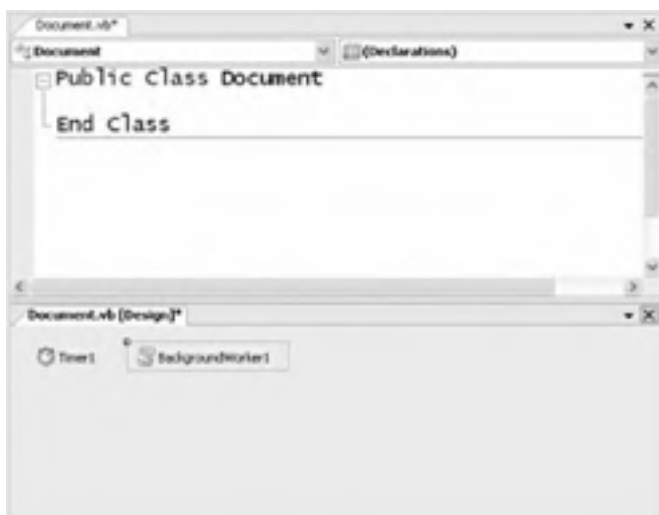 Document.vb*
Document
(Declarations)
Public Class Document
End Class
Document.vb [Design]*
Timer1
BackgroundWorker1